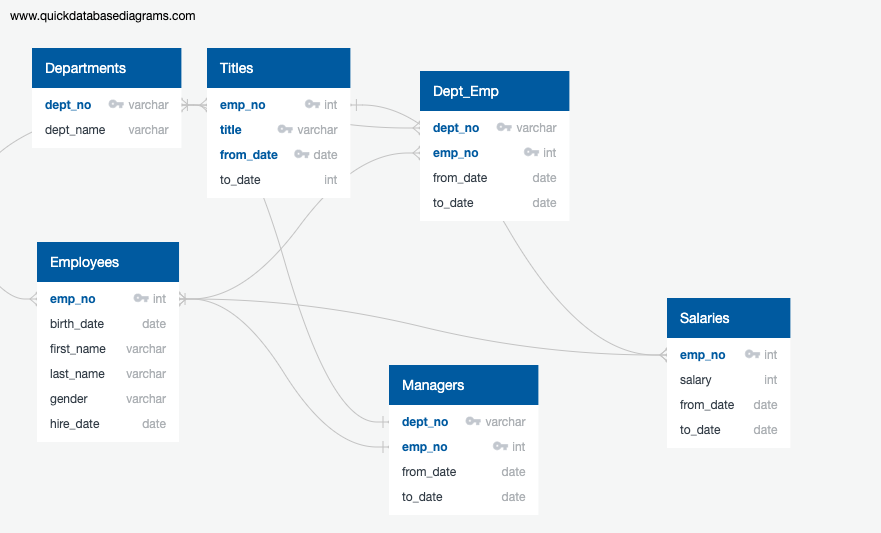 www.quickdatabasediagrams.com
Departments
dept_no varchar
dept_name varchar
Titles
emp_no int
title varchar
from_date date
to_date int
Dept_Emp
dept_no varchar
emp_no int
from_date date
to_date date
Employees
emp_no int
birth_date date
first_name varchar
last_name varchar
gender varchar
hire_date date
Managers
dept_no varchar
emp_no int
from_date date
to_date date
Salaries
emp_no int
salary int
from_date date
to_date date